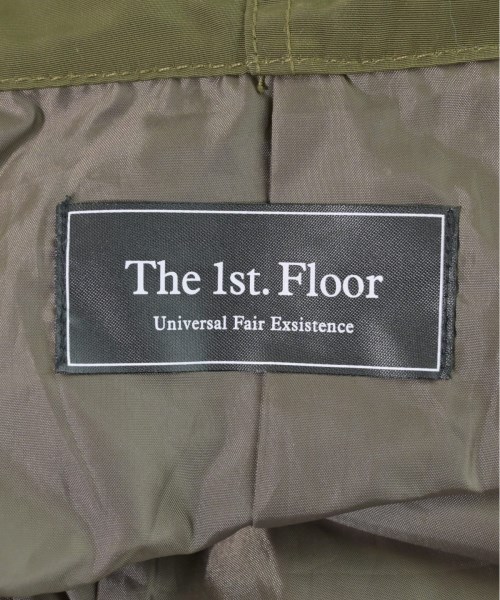 The 1st. Floor
Universal Fair Exsistence